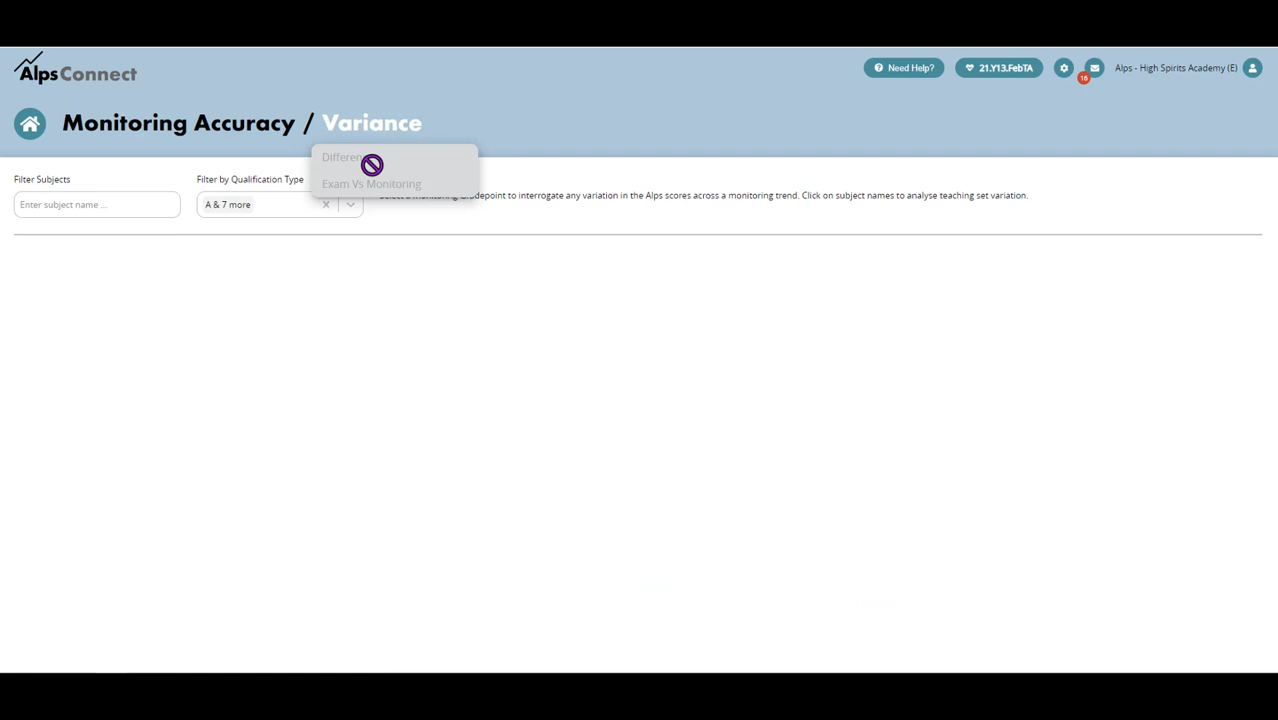 Alps Connect
Need Help?
21.Y13.FebTA
16
Alps - High Spirits Academy (E)
Monitoring Accuracy / Variance
Exam Vs Monitoring
Filter Subjects
Enter subject name ...
Filter by Qualification Type
A & 7 more
to interrogate any variation in the Alps scores across a monitoring trend. Click on subject names to analyse teaching set variation.